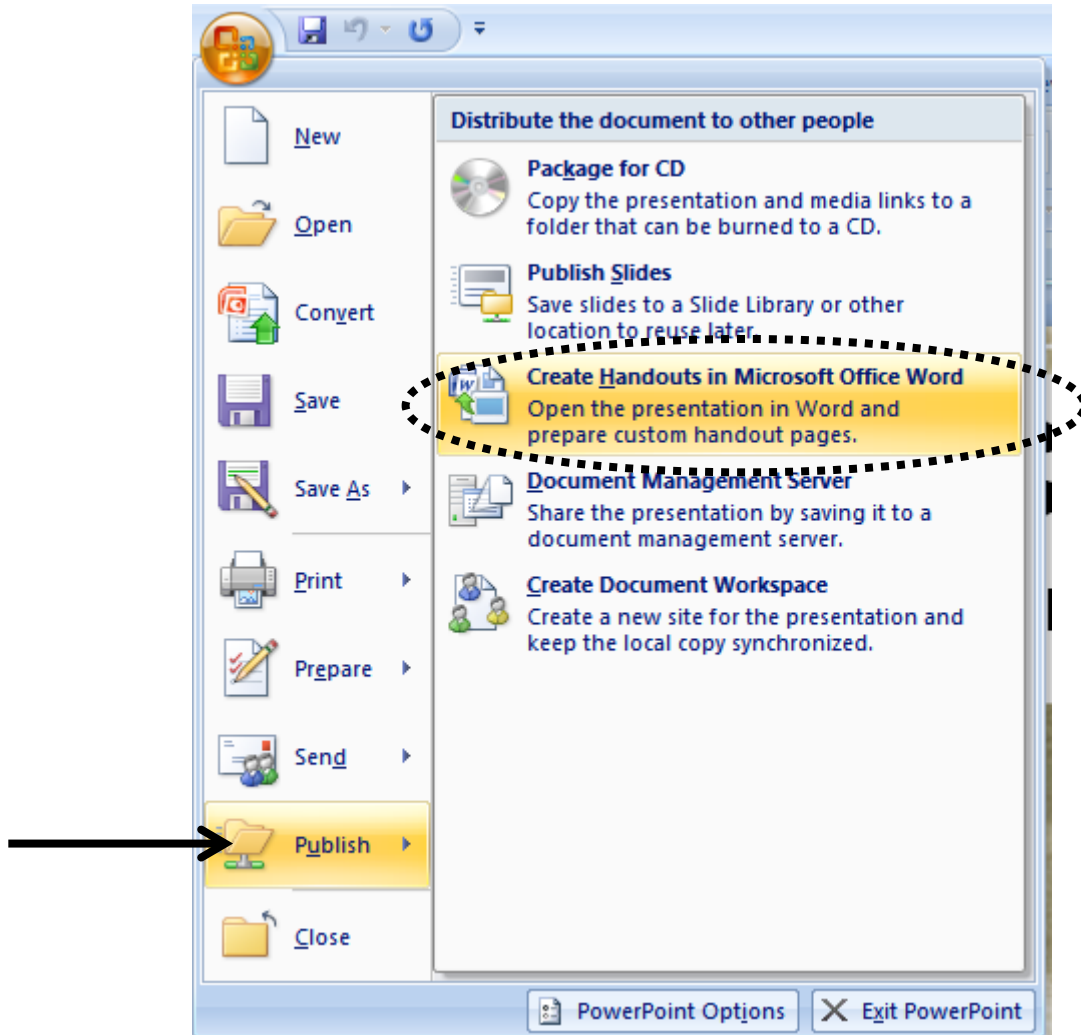 New
Open
Convert
Save
Save As
Print
Prepare
Send
Publish
Close
Distribute the document to other people
Package for CD
Copy the presentation and media links to a
folder that can be burned to a CD.
Publish Slides
Save slides to a Slide Library or other
location to reuse later.
Create Handouts in Microsoft Office Word
Open the presentation in Word and
prepare custom handout pages.
Document Management Server
Share the presentation by saving it to a
document management server.
Create Document Workspace
Create a new site for the presentation and
keep the local copy synchronized.
PowerPoint Options
Exit PowerPoint